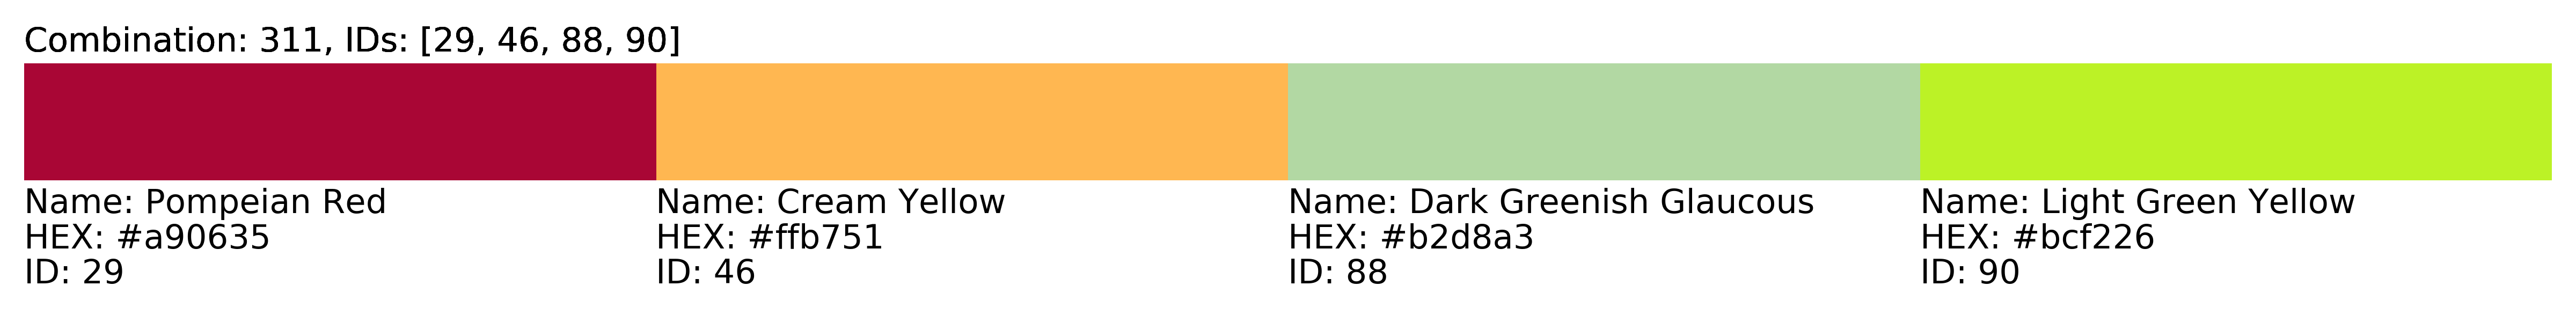 Combination: 311, IDs: [29, 46, 88, 90]
Name: Pompeian Red
HEX: #a90635
ID: 29
Name: Cream Yellow
HEX: #ffb751
ID: 46
Name: Dark Greenish Glaucous
HEX: #b2d8a3
ID: 88
Name: Light Green Yellow
HEX: #bcf226
ID: 90